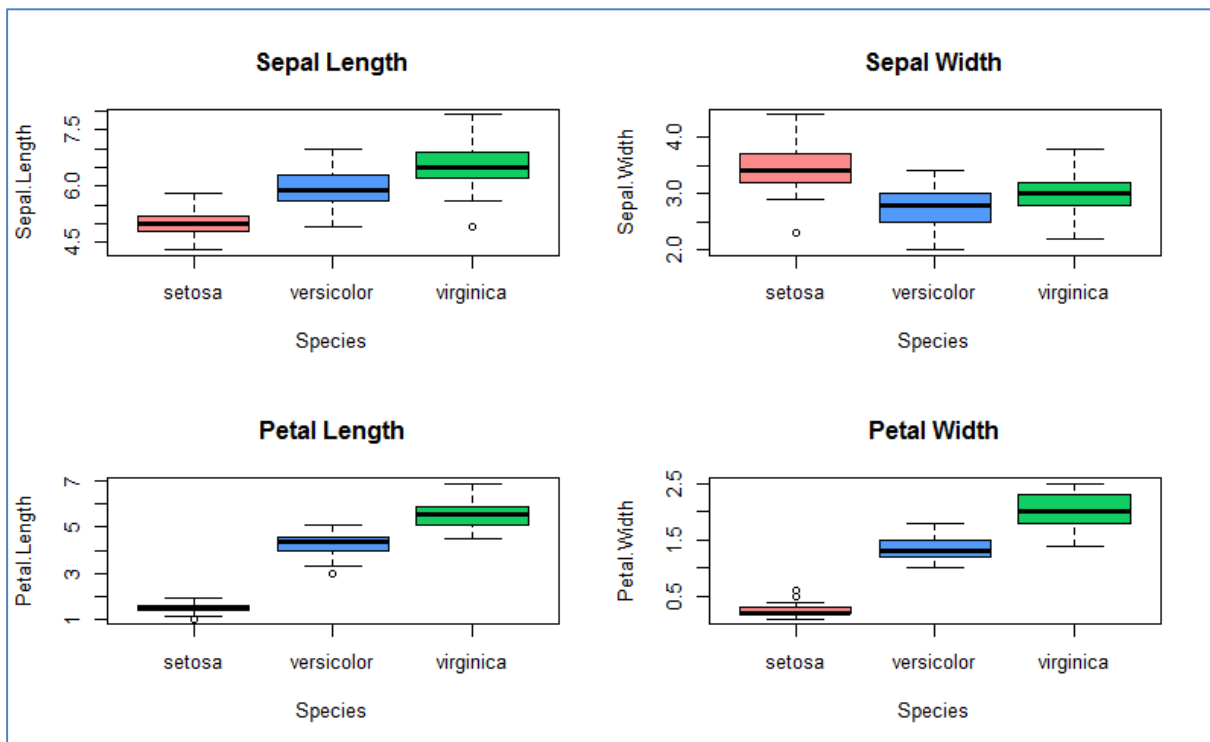 Sepal Length
Sepal.Length
7.5
6.0
4.5
setosa versicolor virginica
Species
Sepal Width
Sepal.Width
4.0
3.0
2.0
setosa versicolor virginica
Species
Petal Length
Petal.Length
7
5
3
1
setosa versicolor virginica
Species
Petal Width
Petal.Width
2.5
1.5
0.5
setosa versicolor virginica
Species